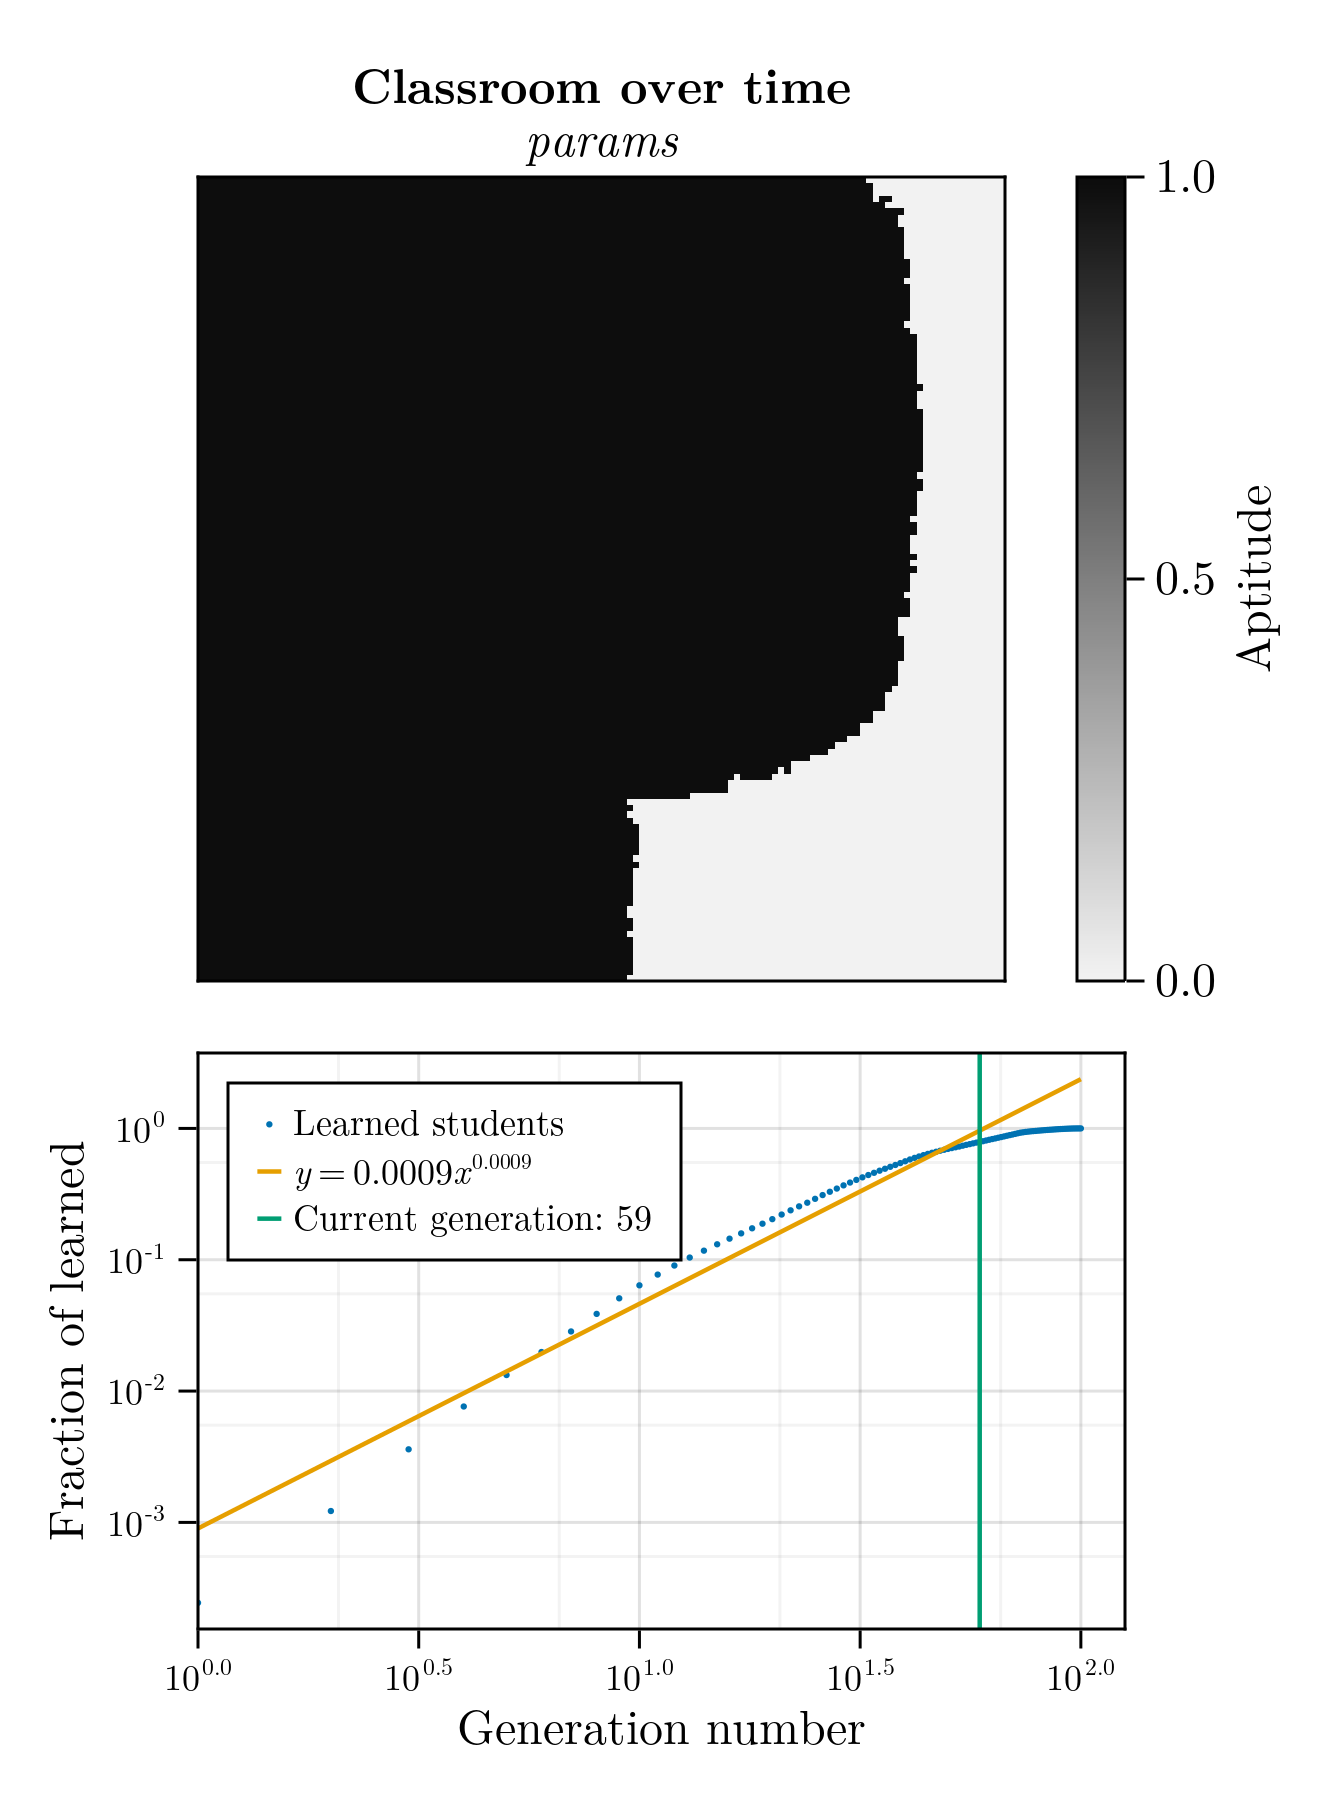 Classroom over time
params
1.0
0.5
0.0
Aptitude
Learned students
y = 0.0009x^0.0009
Current generation: 59
10^0
10^-1
10^-2
10^-3
Fraction of learned
10^0.0 10^0.5 10^1.0 10^1.5 10^2.0
Generation number